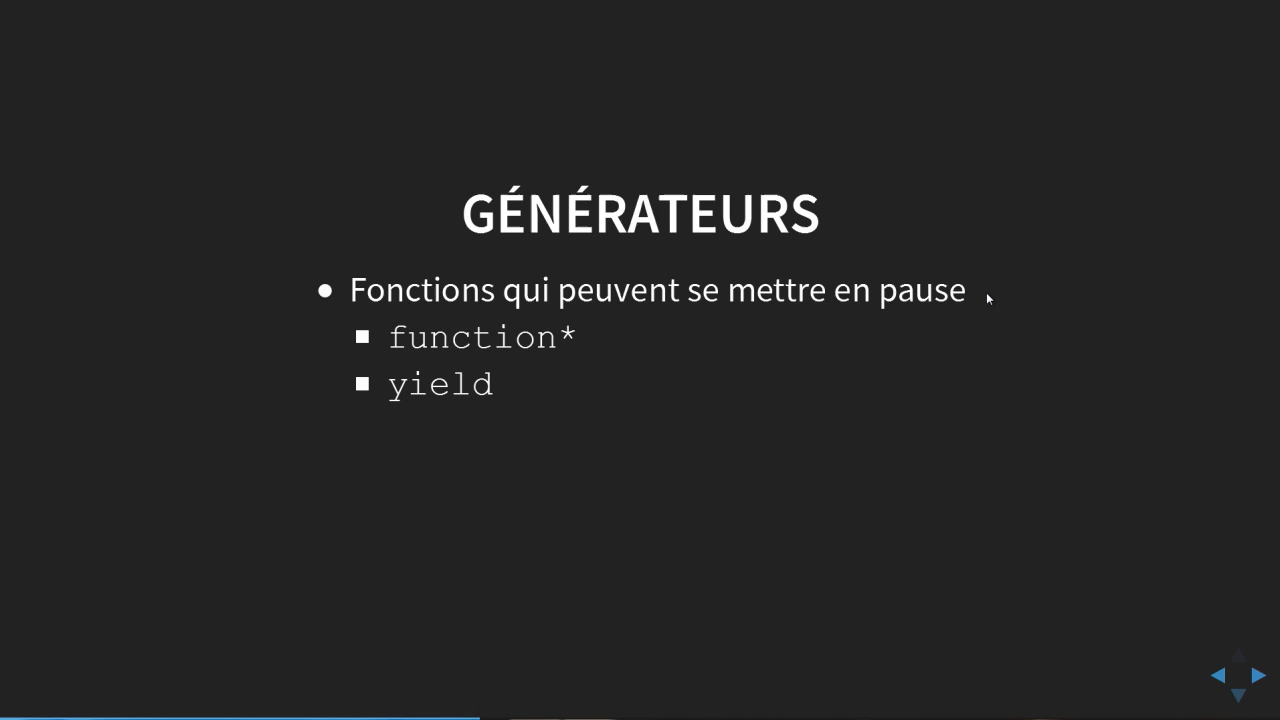 GÉNÉRATEURS
Fonctions qui peuvent se mettre en pause
function*
yield